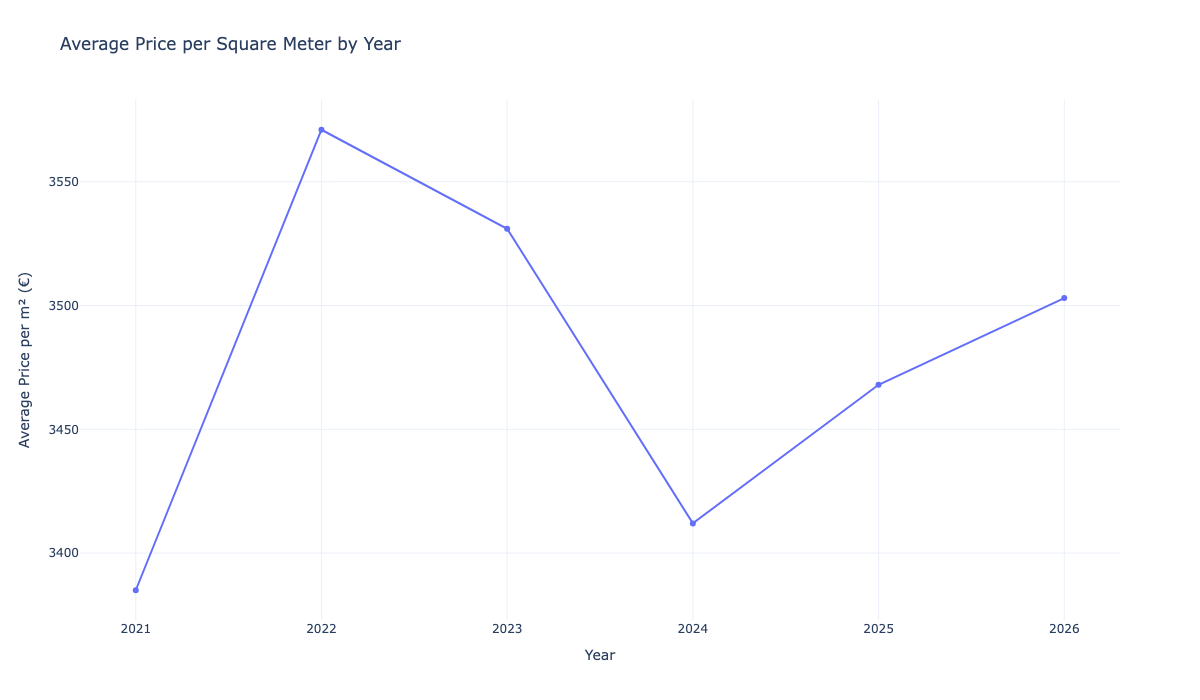 Average Price per Square Meter by Year
Average Price per m² (€)
3550
3500
3450
3400
2021 2022 2023 2024 2025 2026
Year